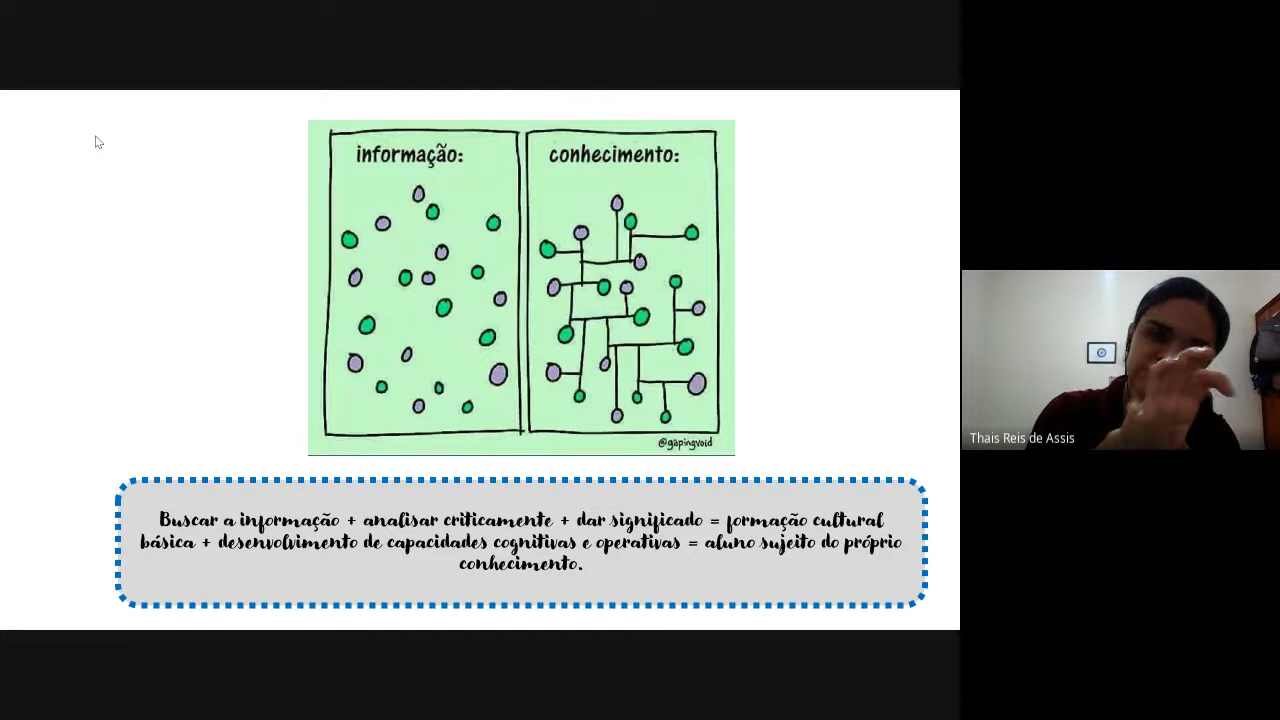 informação:
conhecimento:
@gapingvoid
Buscar a informação + analisar criticamente + dar significado = formação cultural
básica + desenvolvimento de capacidades cognitivas e operativas = aluno sujeito do próprio
conhecimento.
Thais Reis de Assis